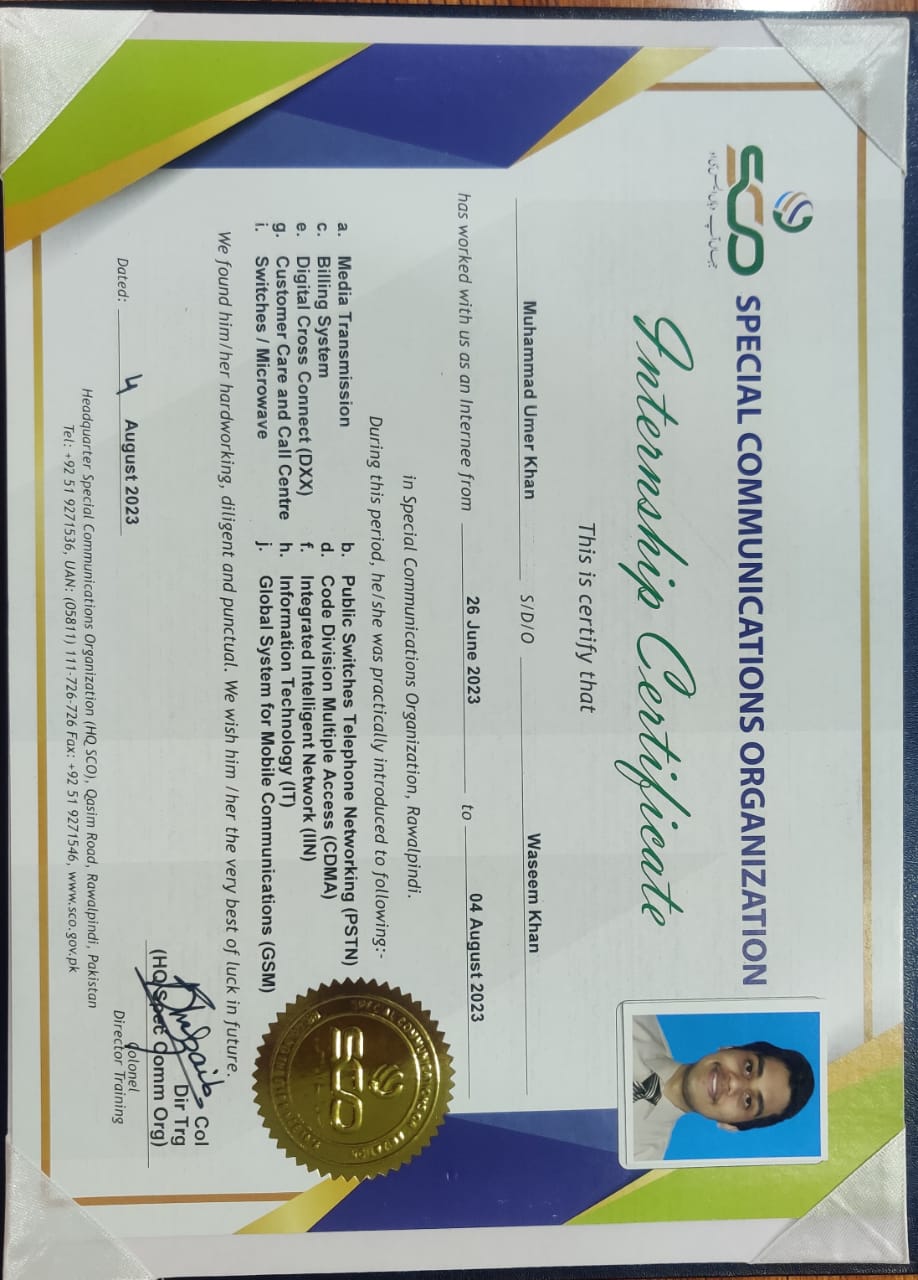 SCO
جہاں آپ وہاں ایس سی او
SPECIAL COMMUNICATIONS ORGANIZATION
Internship Certificate
This is certify that
Muhammad Umer Khan S/D/O Waseem Khan
has worked with us as an Internee from 26 June 2023 to 04 August 2023
in Special Communications Organization, Rawalpindi.
During this period, he/she was practically introduced to following:-
a. Media Transmission b. Public Switches Telephone Networking (PSTN)
c. Billing System d. Code Division Multiple Access (CDMA)
e. Digital Cross Connect (DXX) f. Integrated Intelligent Network (IIN)
g. Customer Care and Call Centre h. Information Technology (IT)
i. Switches / Microwave j. Global System for Mobile Communications (GSM)
SCO
We found him/her hardworking, diligent and punctual. We wish him /her the very best of luck in future.
Col
Dir Trg
(HQ Spec Comm Org)
Colonel
Director Training
Dated: 4 August 2023
Headquarter Special Communications Organization (HQ SCO), Qasim Road, Rawalpindi, Pakistan
Tel: +92 51 9271536, UAN: (05811) 111-726-726 Fax: +92 51 9271546, www.sco.gov.pk